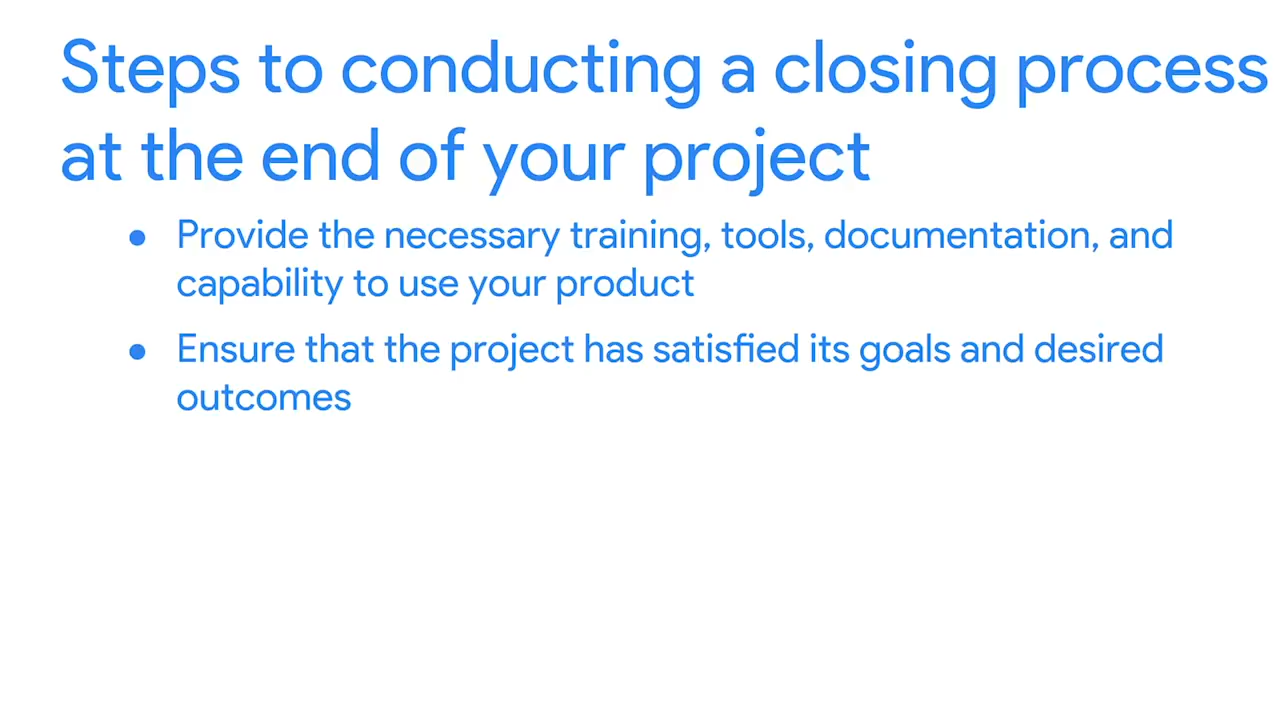 Steps to conducting a closing process
at the end of your project
• Provide the necessary training, tools, documentation, and
capability to use your product
• Ensure that the project has satisfied its goals and desired
outcomes